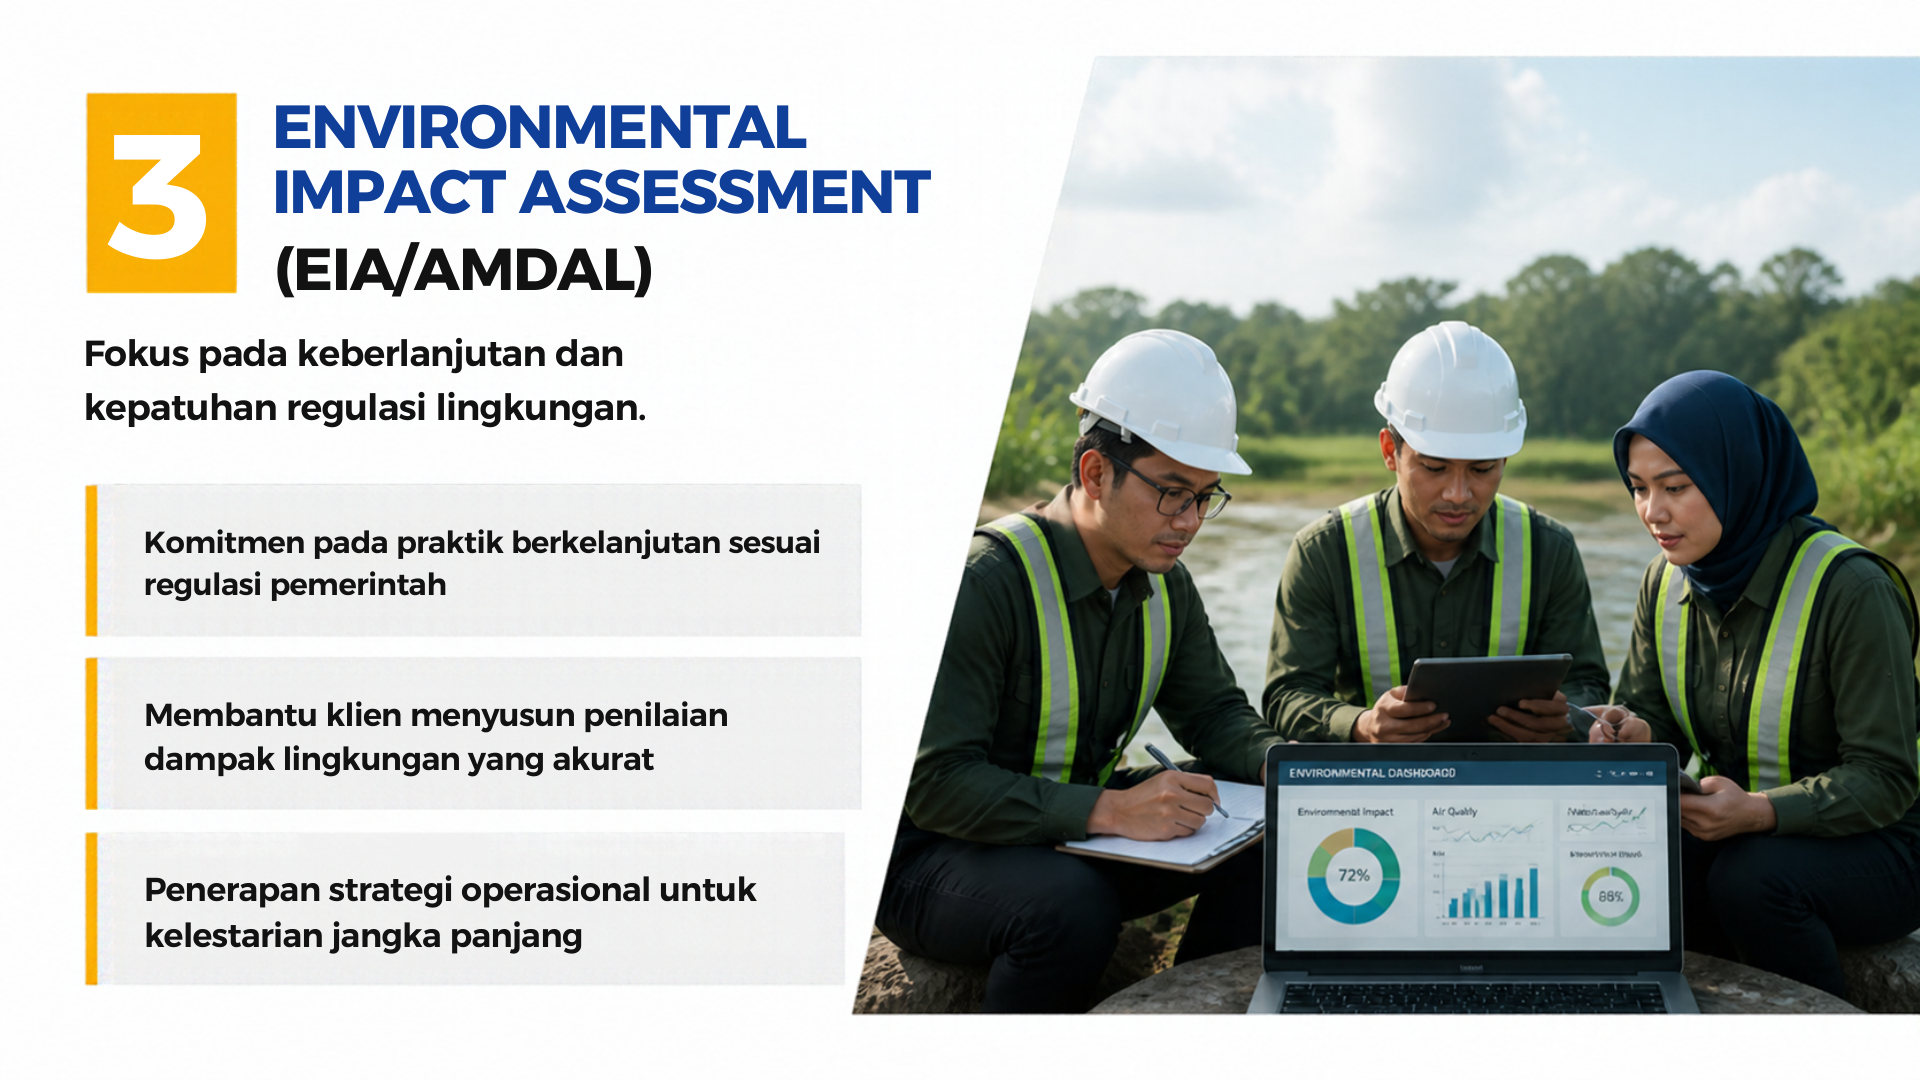 3
ENVIRONMENTAL
IMPACT ASSESSMENT
(EIA/AMDAL)
Fokus pada keberlanjutan dan
kepatuhan regulasi lingkungan.
Komitmen pada praktik berkelanjutan sesuai
regulasi pemerintah
Membantu klien menyusun penilaian
dampak lingkungan yang akurat
Penerapan strategi operasional untuk
kelestarian jangka panjang
ENVIRONMENTAL
Environmental Impact
Air Quality
72%